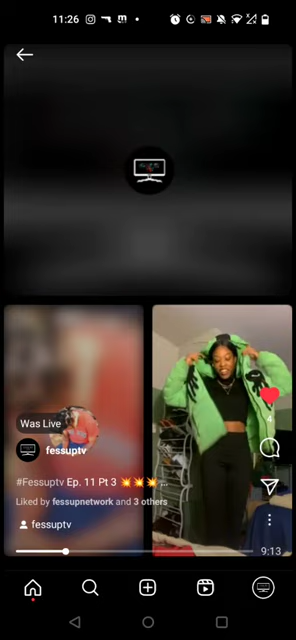 11:26
Was Live
fessuptv
#Fessuptv Ep. 11 Pt 3 💥💥💥...
4
Liked by fessupnetwork and 3 others
fessuptv
9:13